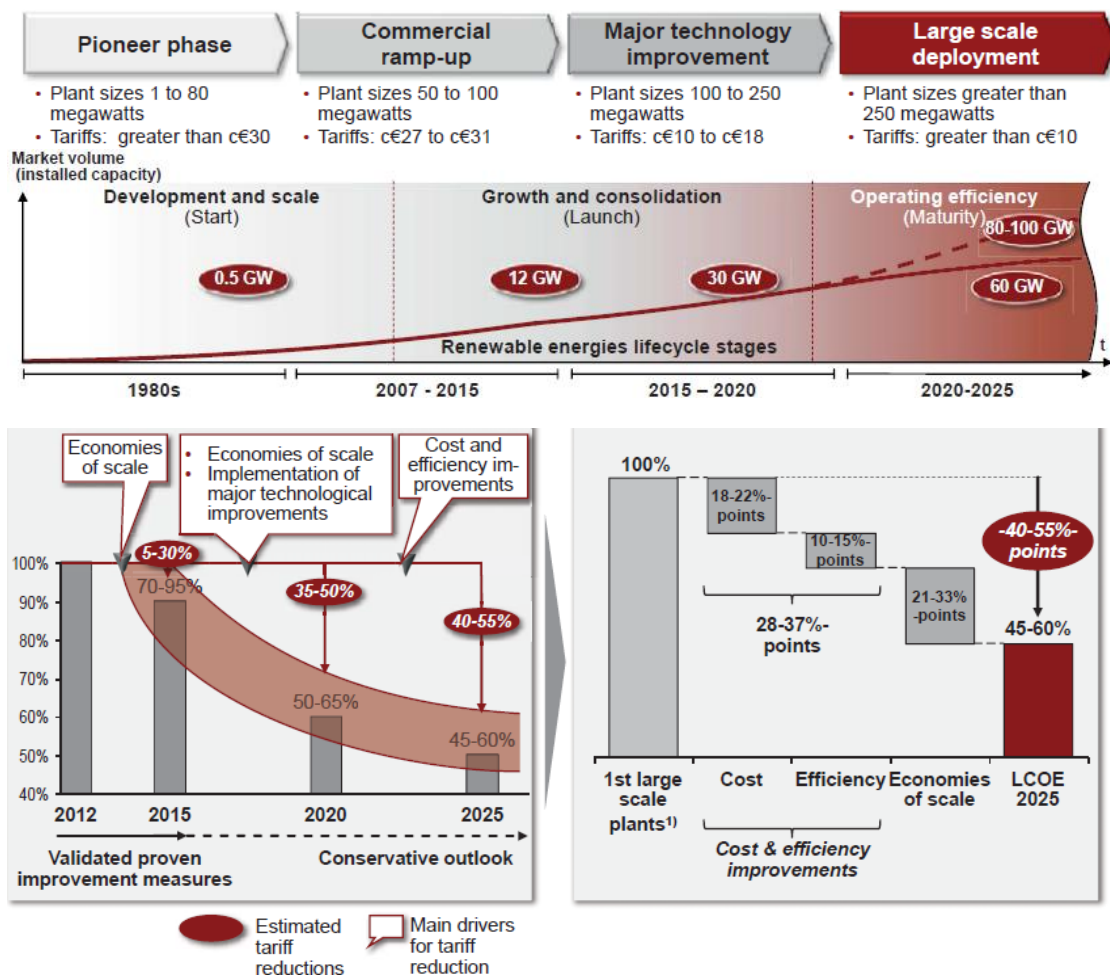 Pioneer phase
Commercial
ramp-up
Major technology
improvement
Large scale
deployment
• Plant sizes 1 to 80
megawatts
• Tariffs: greater than c€30
• Plant sizes 50 to 100
megawatts
• Tariffs: c€27 to c€31
• Plant sizes 100 to 250
megawatts
• Tariffs: c€10 to c€18
• Plant sizes greater than
250 megawatts
• Tariffs: greater than c€10
Market volume
(installed capacity)
Development and scale
(Start)
Growth and consolidation
(Launch)
Operating efficiency
(Maturity)
80-100 GW
0.5 GW
12 GW
30 GW
60 GW
Renewable energies lifecycle stages
t
1980s
2007 - 2015
2015 – 2020
2020-2025
Economies
of scale
• Economies of scale
• Implementation of
major technological
improvements
Cost and
efficiency im-
provements
100%
90%
80%
70%
60%
50%
40%
5-30%
70-95%
35-50%
50-65%
40-55%
45-60%
2012
2015
2020
2025
Validated proven
improvement measures
Conservative outlook
100%
18-22%-
points
10-15%-
points
28-37%-
points
21-33%
-points
-40-55%-
points
45-60%
1st large
scale
plants1)
Cost
Efficiency
Economies
of scale
LCOE
2025
Cost & efficiency
improvements
Estimated
tariff
reductions
Main drivers
for tariff
reduction